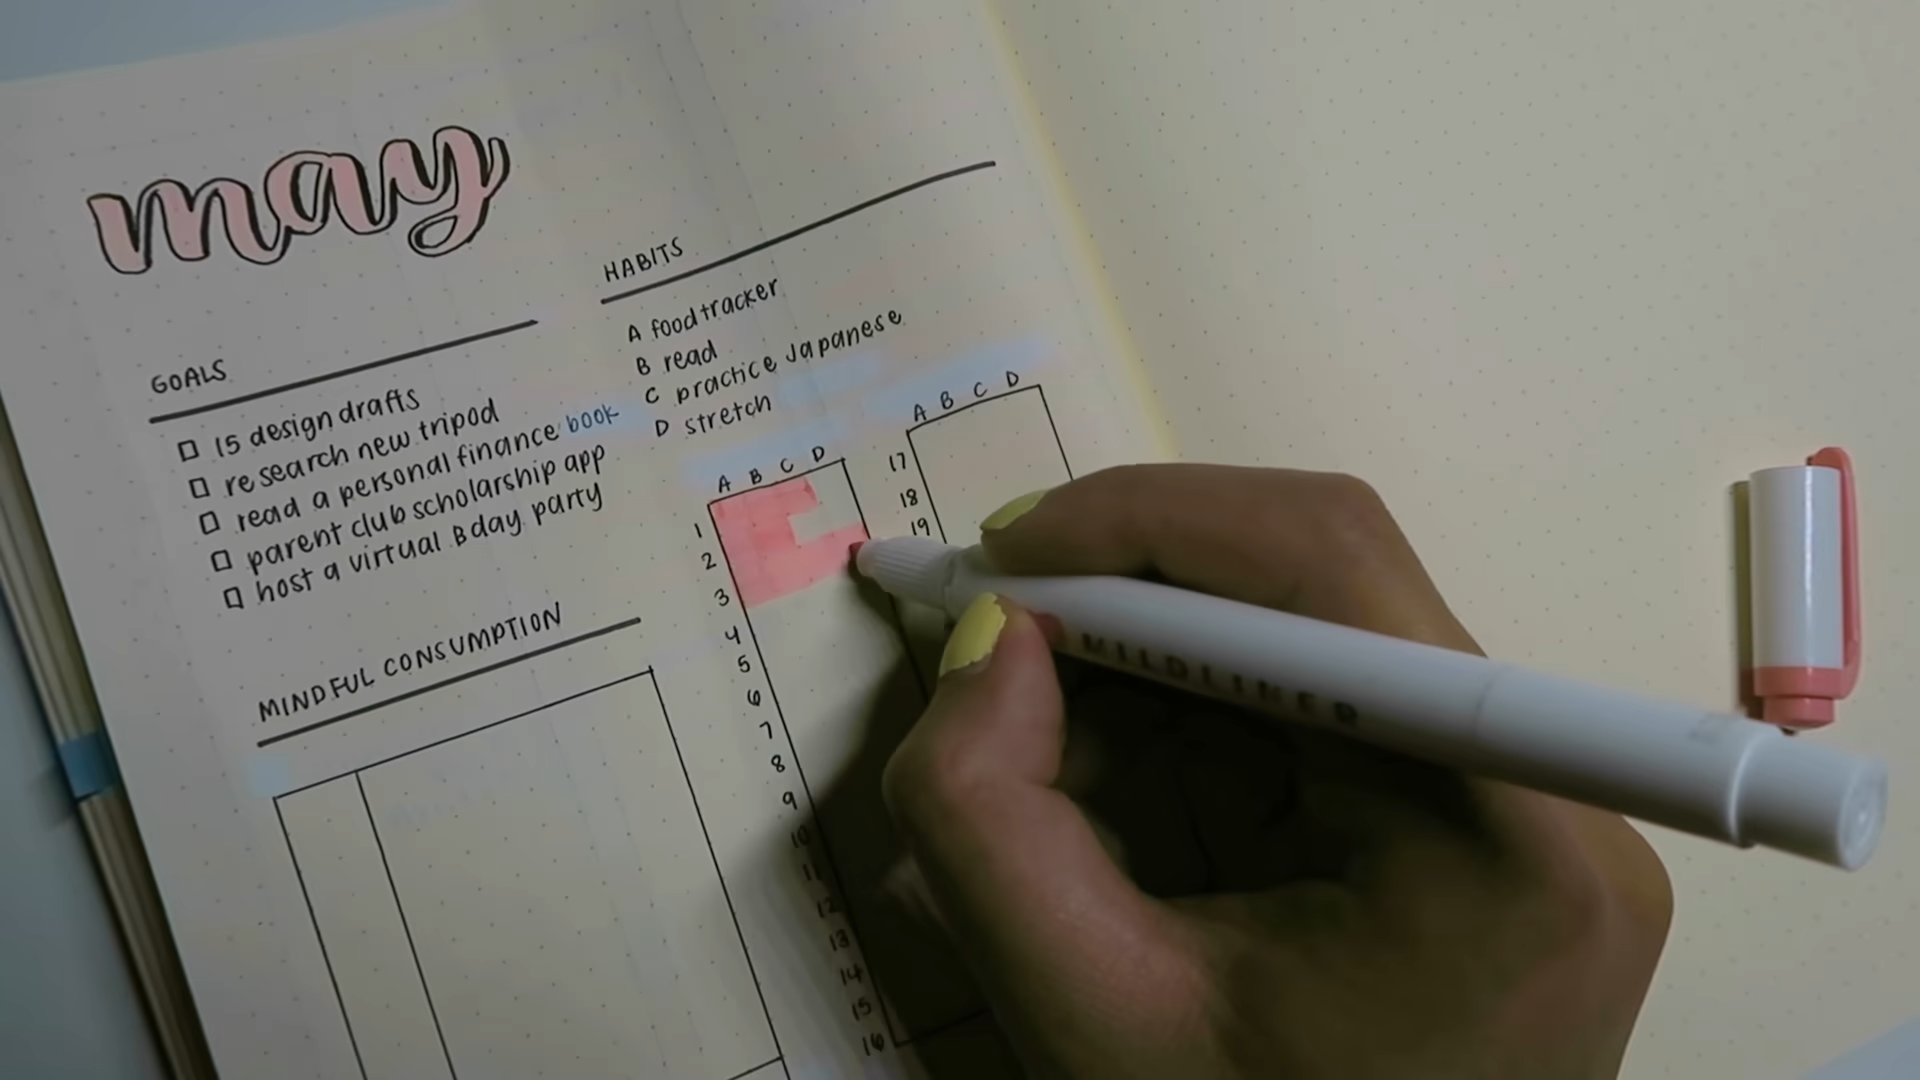 may
GOALS
15 design drafts
research new tripod
read a personal finance book
parent club scholarship app
host a virtual Bday party
MINDFUL CONSUMPTION
HABITS
A food tracker
B read
C practice Japanese
D stretch
A B C D
1
2
3
4
5
6
7
8
9
10
11
12
13
14
15
16
A B C D
17
18
19
MILDLINER